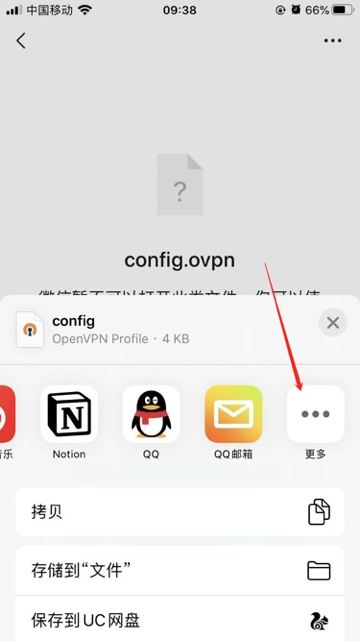 中国移动 09:38 66%
?
config.ovpn
微信暂不可以打开此类文件，你可以使
config
OpenVPN Profile · 4 KB
音乐 Notion QQ QQ邮箱 更多
拷贝
存储到“文件”
保存到UC网盘